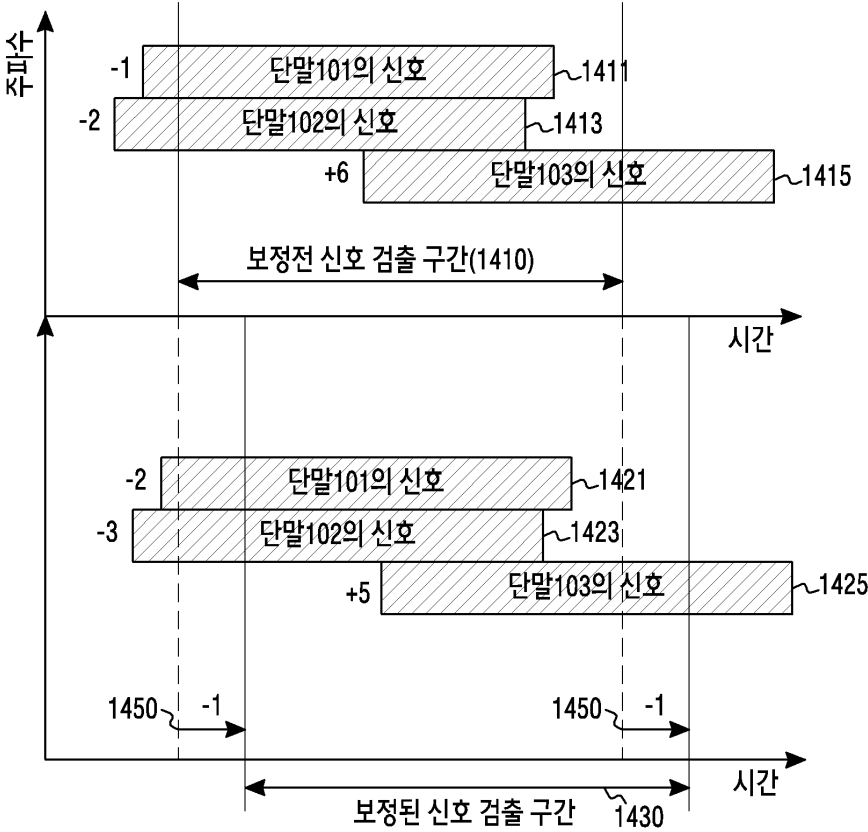 주파수
-1
단말101의 신호
1411
-2
단말102의 신호
1413
+6
단말103의 신호
1415
보정전 신호 검출 구간(1410)
시간
-2
단말101의 신호
1421
-3
단말102의 신호
1423
+5
단말103의 신호
1425
1450
-1
1450
-1
시간
보정된 신호 검출 구간
1430